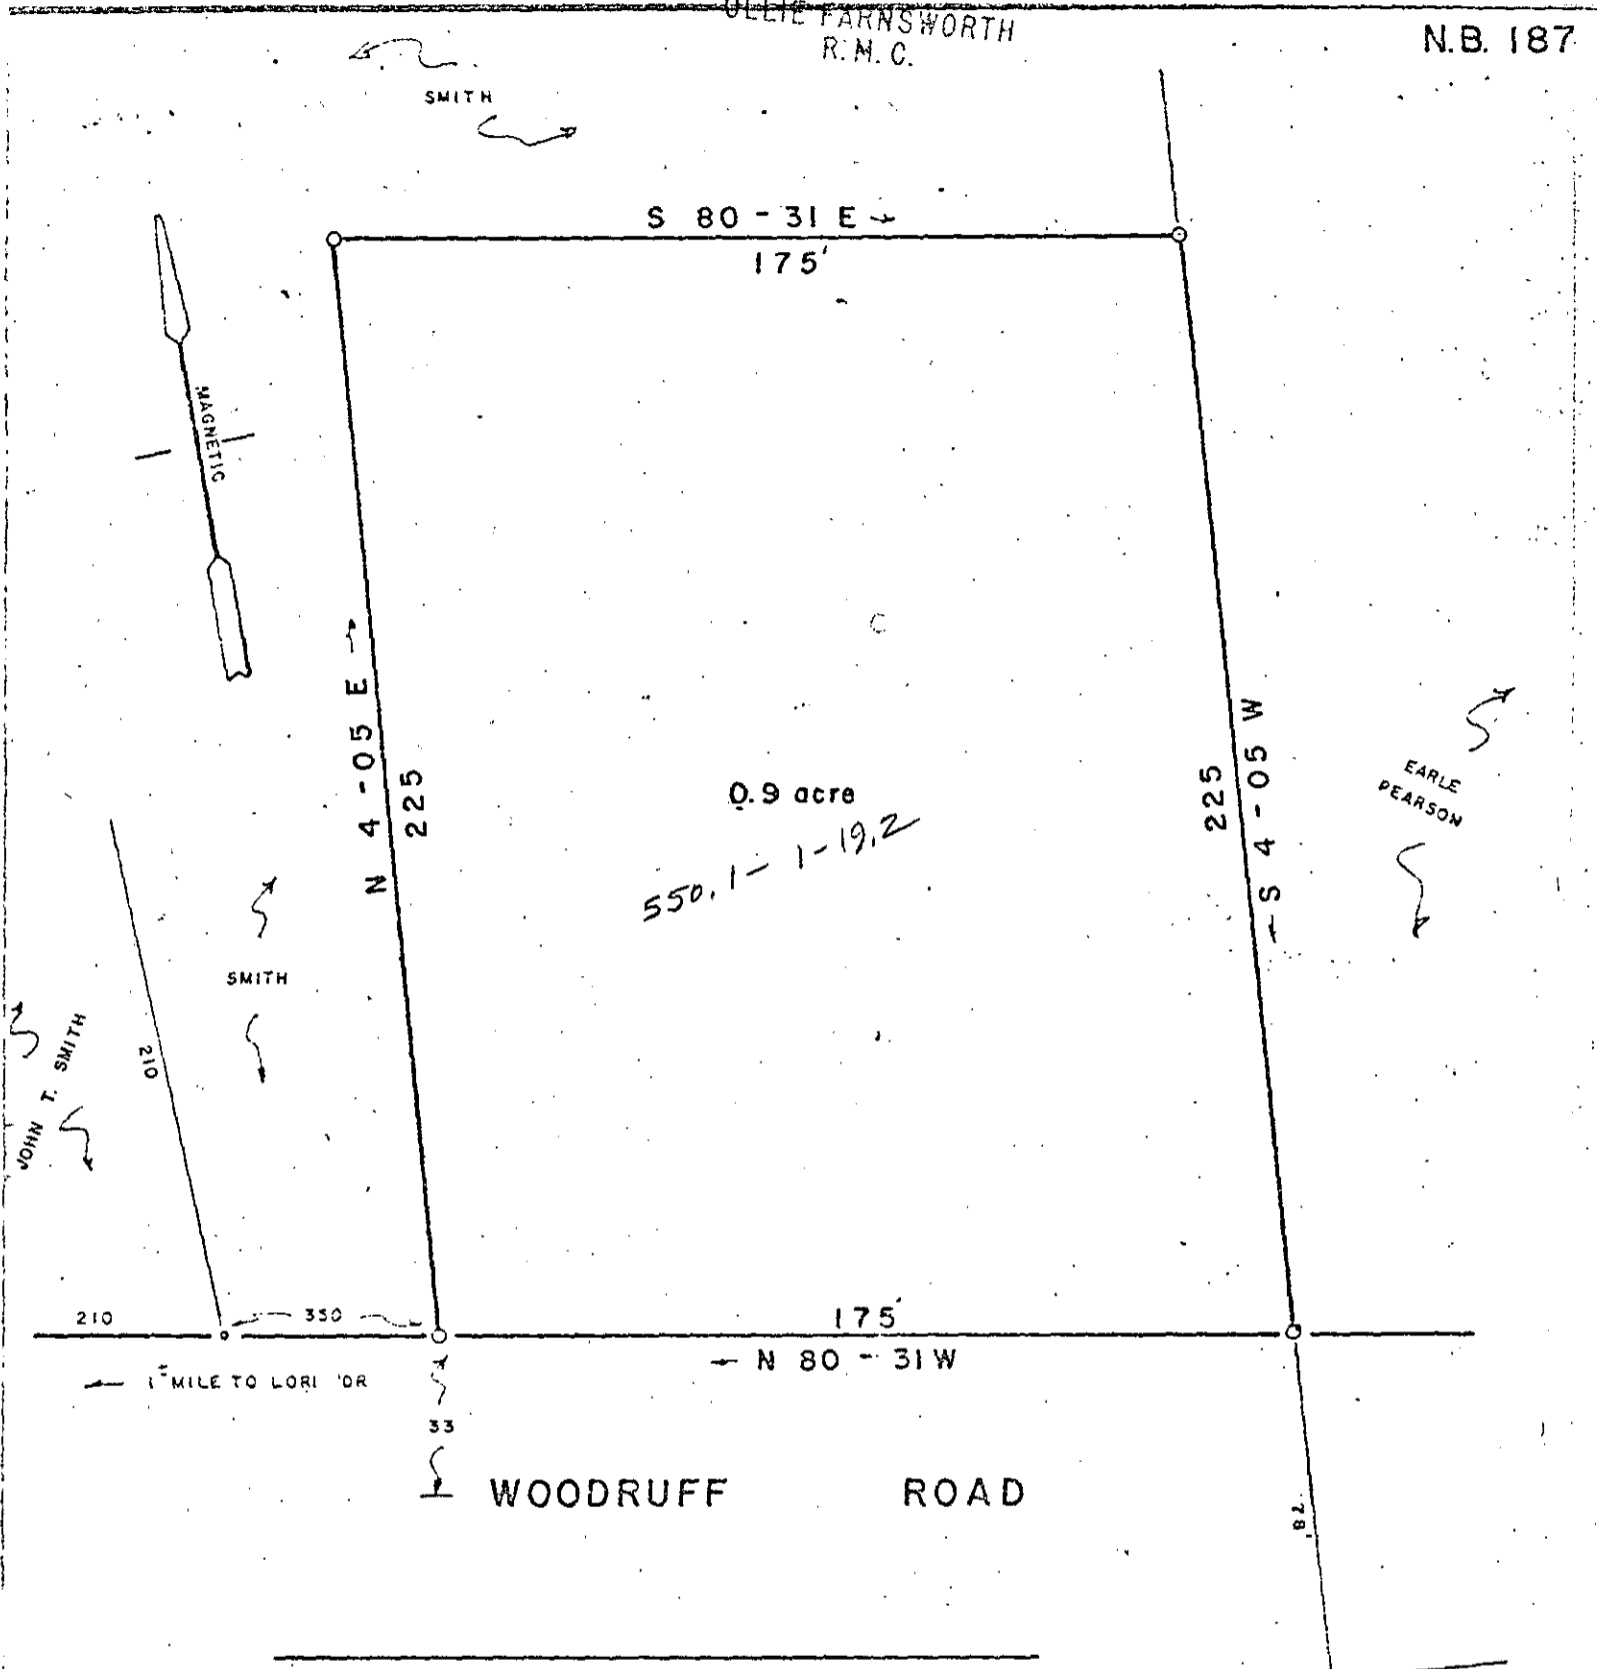 OLLIE FARNSWORTH
R. M. C.
N.B. 187
SMITH
S 80 - 31 E
175'
MAGNETIC
N 4 - 05 E
225
0.9 acre
550.1 - 1 - 19.2
225
S 4 - 05 W
EARLE
PEARSON
SMITH
JOHN T. SMITH
210
210
350
175'
N 80 - 31 W
1± MILE TO LORI DR
33
WOODRUFF ROAD
78'